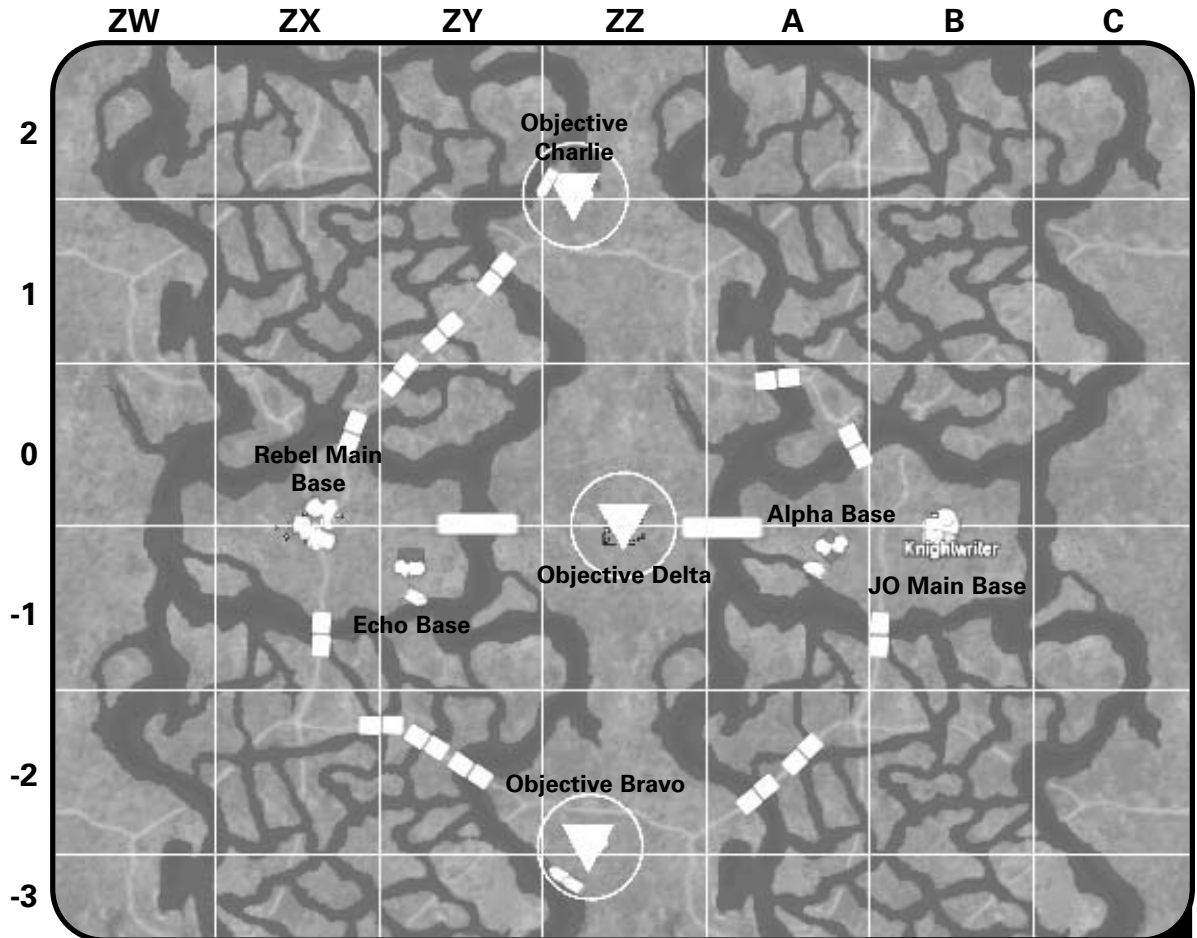 ZW ZX ZY ZZ A B C
2
Objective
Charlie
1
0
Rebel Main
Base
Alpha Base
Knightwriter
Objective Delta
JO Main Base
-1
Echo Base
-2
Objective Bravo
-3